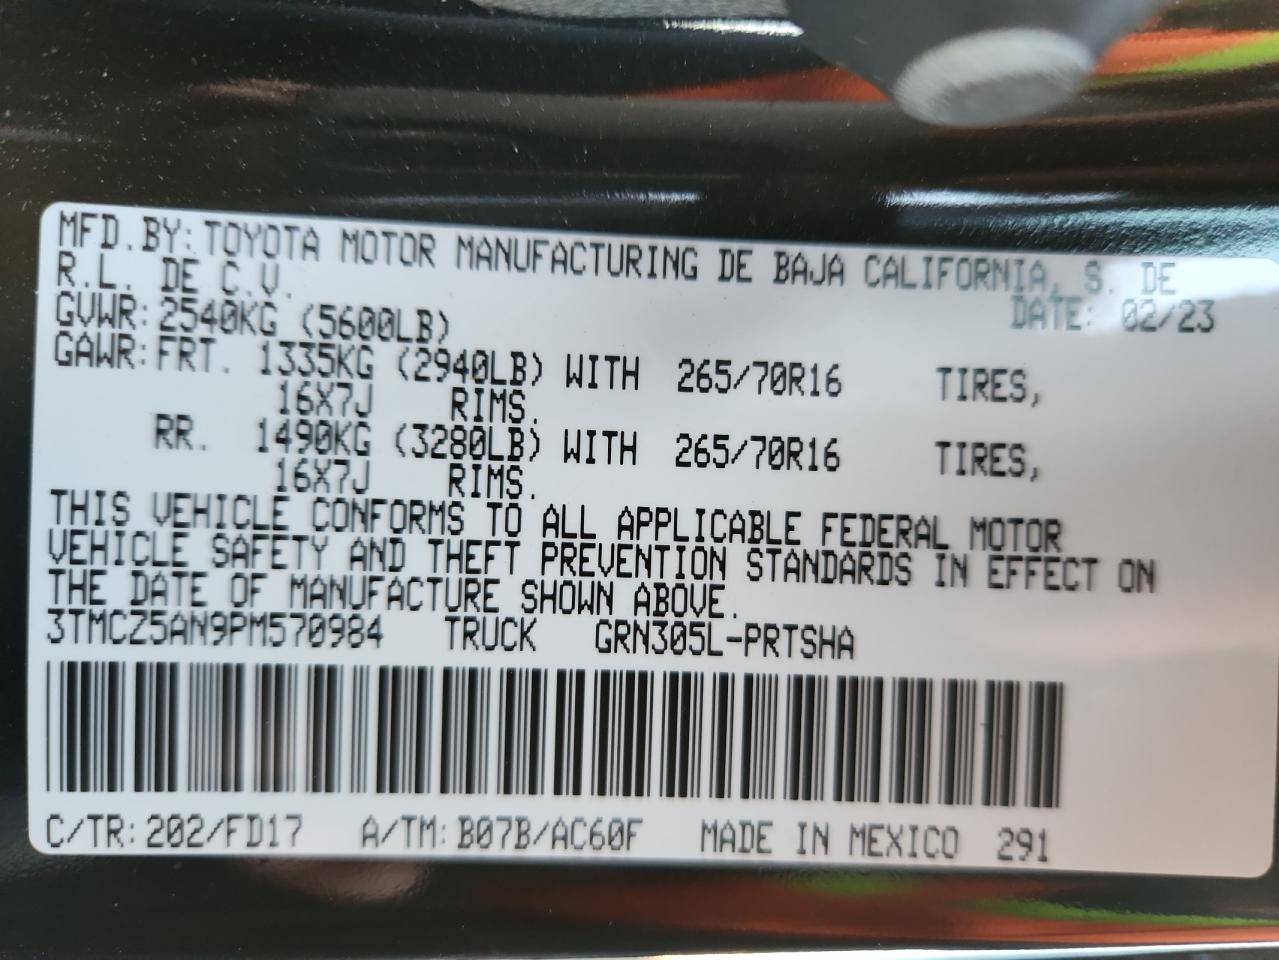 MFD.BY: TOYOTA MOTOR MANUFACTURING DE BAJA CALIFORNIA, S. DE
R.L. DE C.V.
DATE: 02/23
GVWR: 2540KG (5600LB)
GAWR: FRT. 1335KG (2940LB) WITH 265/70R16 TIRES,
16X7J RIMS.
RR. 1490KG (3280LB) WITH 265/70R16 TIRES,
16X7J RIMS.
THIS VEHICLE CONFORMS TO ALL APPLICABLE FEDERAL MOTOR
VEHICLE SAFETY AND THEFT PREVENTION STANDARDS IN EFFECT ON
THE DATE OF MANUFACTURE SHOWN ABOVE.
3TMCZ5AN9PM570984 TRUCK GRN305L-PRTSHA
C/TR: 202/FD17 A/TM: B07B/AC60F MADE IN MEXICO 291